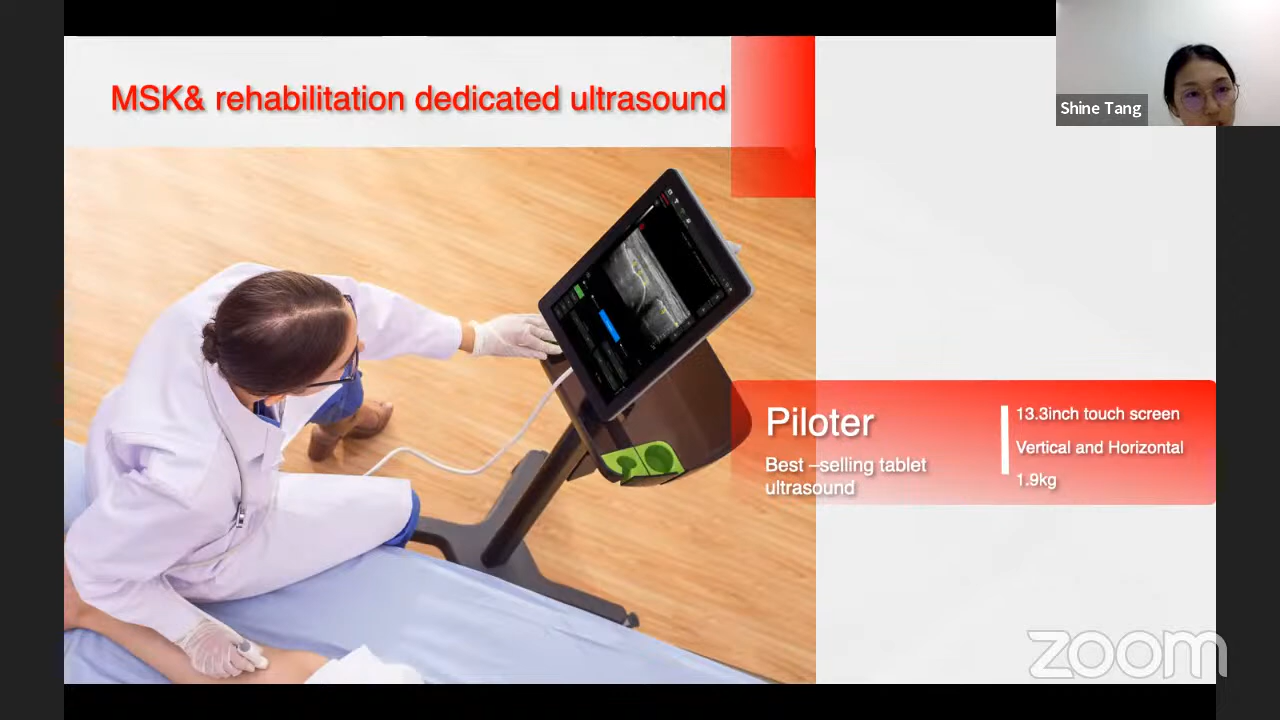 MSK& rehabilitation dedicated ultrasound
Shine Tang
Piloter
Best –selling tablet
ultrasound
13.3inch touch screen
Vertical and Horizontal
1.9kg
zoom